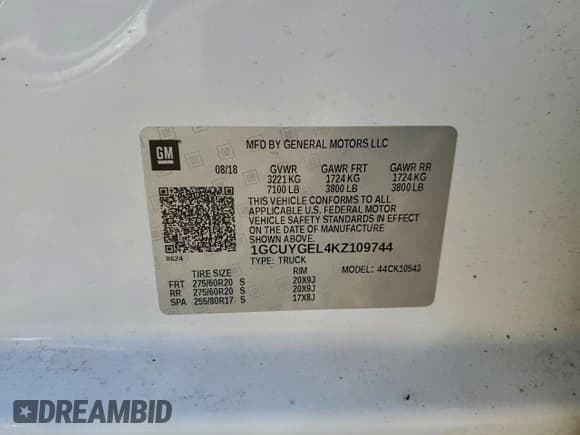 GM
MFD BY GENERAL MOTORS LLC
08/18 GVWR GAWR FRT GAWR RR
3221 KG 1724 KG 1724 KG
7100 LB 3800 LB 3800 LB
THIS VEHICLE CONFORMS TO ALL
APPLICABLE U.S. FEDERAL MOTOR
VEHICLE SAFETY STANDARDS IN EFFECT
ON THE DATE OF MANUFACTURE
SHOWN ABOVE.
8624 1GCUYGEL4KZ109744
TYPE: TRUCK MODEL: 44CK10543
TIRE SIZE RIM
FRT 275/60R20 S 20X9J
RR 275/60R20 S 20X9J
SPA 255/80R17 S 17X8J
DREAMBID